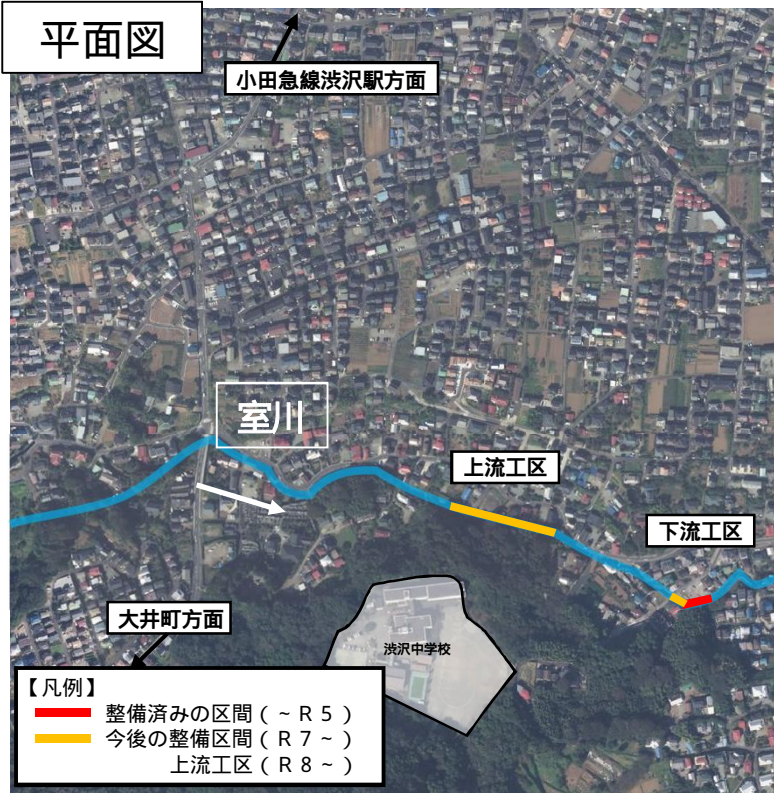 平面図
小田急線渋沢駅方面
室川
上流工区
下流工区
大井町方面
渋沢中学校
【凡例】
整備済みの区間（~R5）
今後の整備区間（R7~）
上流工区（R8~）